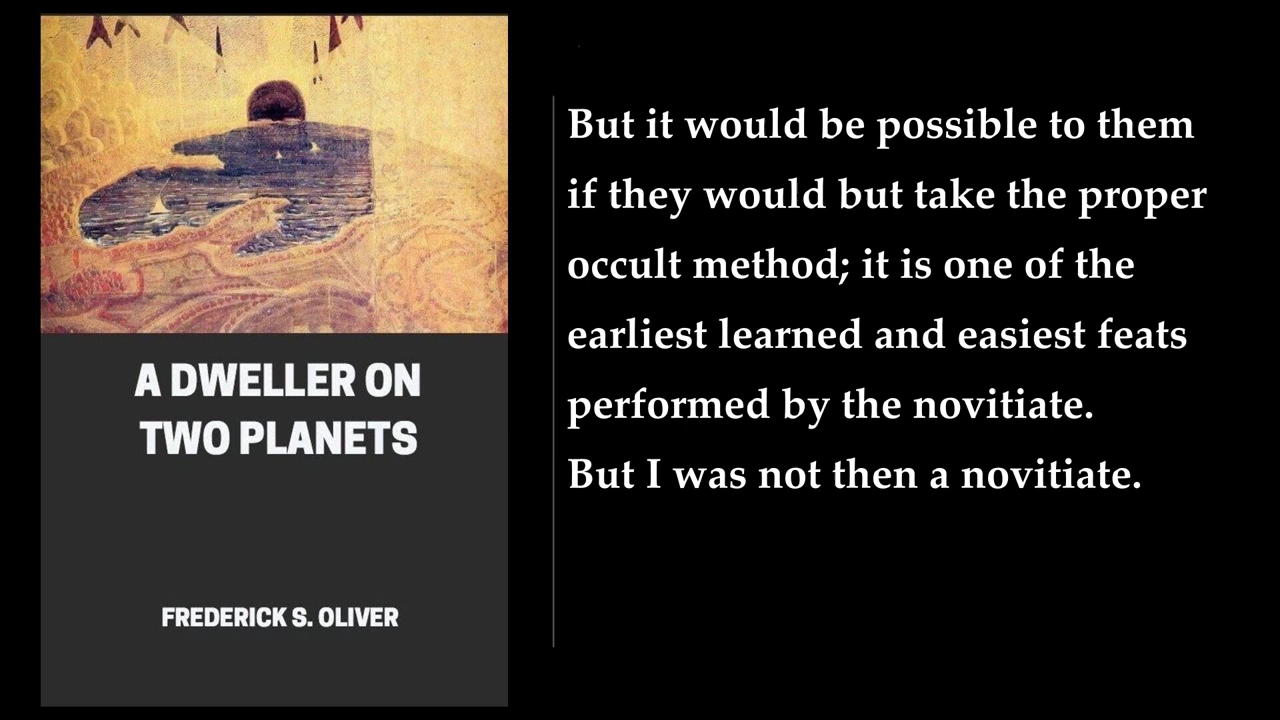 A DWELLER ON
TWO PLANETS
FREDERICK S. OLIVER
But it would be possible to them
if they would but take the proper
occult method; it is one of the
earliest learned and easiest feats
performed by the novitiate.
But I was not then a novitiate.